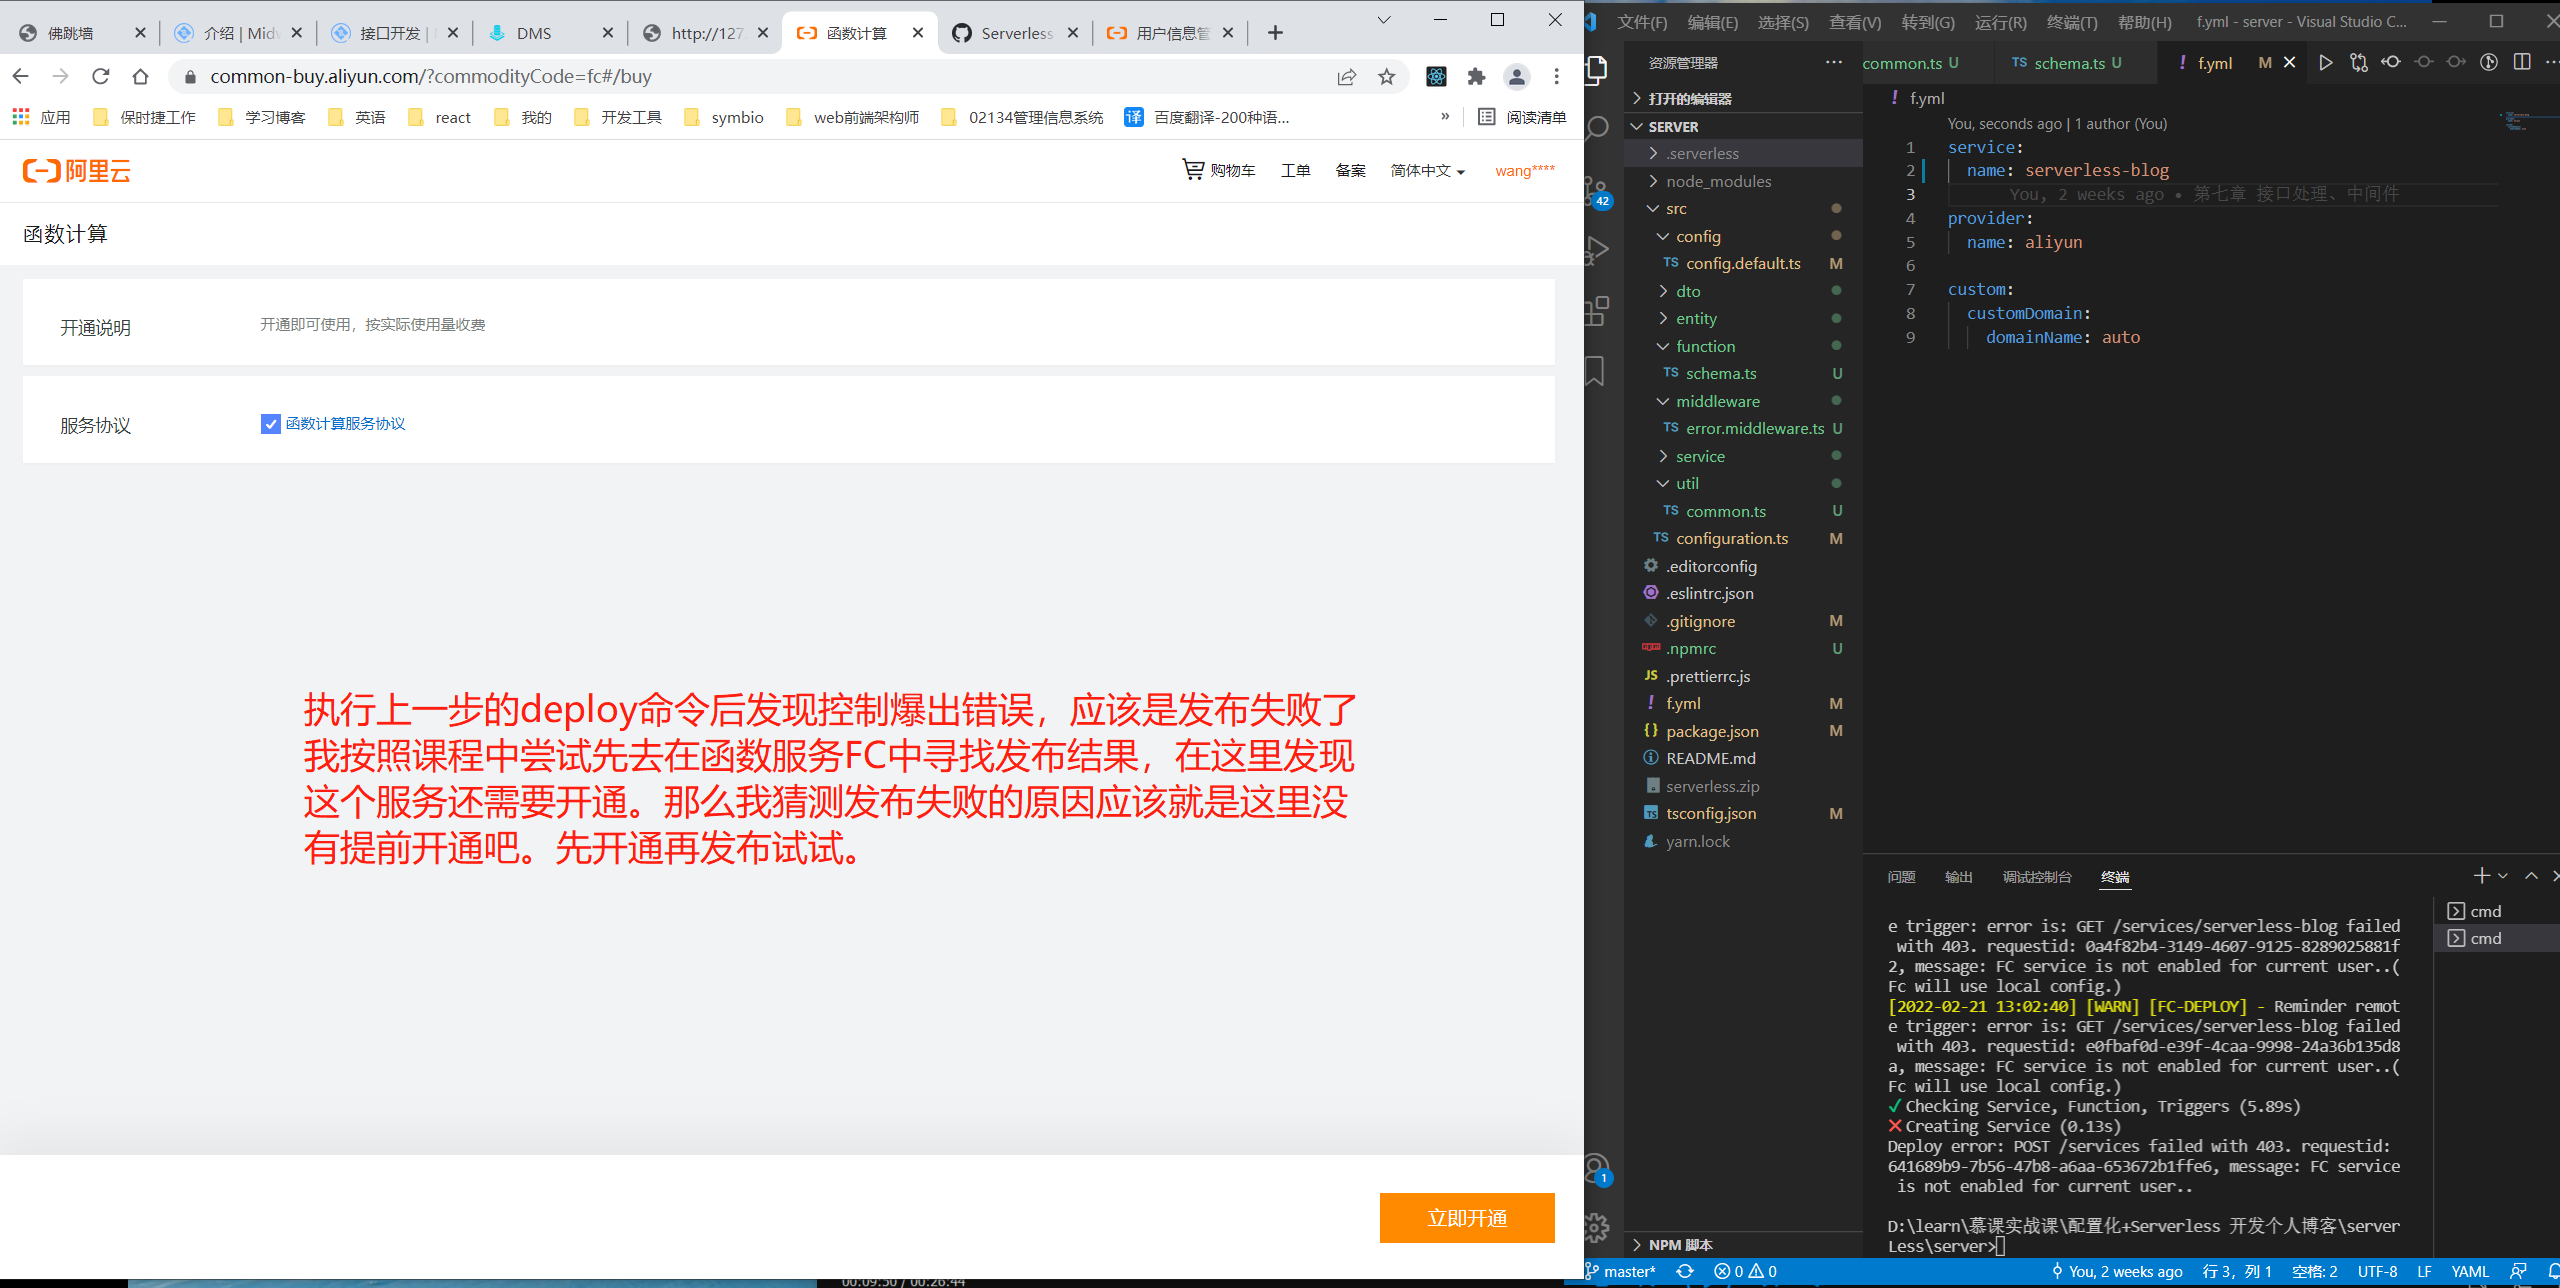 佛跳墙
介绍 | Midw
接口开发 |
DMS
http://127.
函数计算
Serverless
用户信息管
common-buy.aliyun.com/?commodityCode=fc#/buy
应用
保时捷工作
学习博客
英语
react
我的
开发工具
symbio
web前端架构师
02134管理信息系统
译 百度翻译-200种语...
»
阅读清单
阿里云
购物车
工单
备案
简体中文
wang****
函数计算
开通说明
开通即可使用，按实际使用量收费
服务协议
函数计算服务协议
执行上一步的deploy命令后发现控制爆出错误，应该是发布失败了
我按照课程中尝试先去在函数服务FC中寻找发布结果，在这里发现
这个服务还需要开通。那么我猜测发布失败的原因应该就是这里没
有提前开通吧。先开通再发布试试。
立即开通
00:09:50 / 00:26:44
文件(F) 编辑(E) 选择(S) 查看(V) 转到(G) 运行(R) 终端(T) 帮助(H) f.yml - server - Visual Studio C...
资源管理器 ...
打开的编辑器
SERVER
.serverless
node_modules
src
config
TS config.default.ts M
dto
entity
function
TS schema.ts U
middleware
TS error.middleware.ts U
service
util
TS common.ts U
TS configuration.ts M
.editorconfig
.eslintrc.json
.gitignore M
.npmrc U
JS .prettierrc.js
! f.yml M
{} package.json M
README.md
serverless.zip
tsconfig.json M
yarn.lock
NPM 脚本
42
1
common.ts U
TS schema.ts U
! f.yml M
! f.yml
You, seconds ago | 1 author (You)
1 service:
2 name: serverless-blog
3 You, 2 weeks ago • 第七章 接口处理、中间件
4 provider:
5 name: aliyun
6
7 custom:
8 customDomain:
9 domainName: auto
问题 输出 调试控制台 终端
cmd
cmd
e trigger: error is: GET /services/serverless-blog failed
with 403. requestid: 0a4f82b4-3149-4607-9125-8289025881f
2, message: FC service is not enabled for current user..(
Fc will use local config.)
[2022-02-21 13:02:40] [WARN] [FC-DEPLOY] - Reminder remot
e trigger: error is: GET /services/serverless-blog failed
with 403. requestid: e0fbaf0d-e39f-4caa-9998-24a36b135d8
a, message: FC service is not enabled for current user..(
Fc will use local config.)
✓ Checking Service, Function, Triggers (5.89s)
✕ Creating Service (0.13s)
Deploy error: POST /services failed with 403. requestid:
641689b9-7b56-47b8-a6aa-653672b1ffe6, message: FC service
is not enabled for current user..
D:\learn\慕课实战课\配置化+Serverless 开发个人博客\server
Less\server>
master* 0 0 You, 2 weeks ago 行 3，列 1 空格: 2 UTF-8 LF YAML